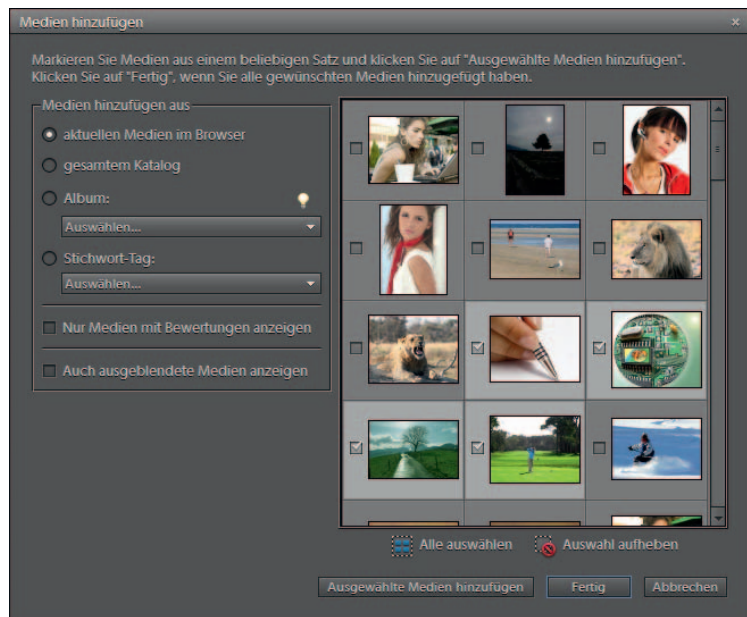 Medien hinzufügen
Markieren Sie Medien aus einem beliebigen Satz und klicken Sie auf "Ausgewählte Medien hinzufügen".
Klicken Sie auf "Fertig", wenn Sie alle gewünschten Medien hinzugefügt haben.
Medien hinzufügen aus
aktuellen Medien im Browser
gesamtem Katalog
Album:
Auswählen...
Stichwort-Tag:
Auswählen...
Nur Medien mit Bewertungen anzeigen
Auch ausgeblendete Medien anzeigen
Alle auswählen
Auswahl aufheben
Ausgewählte Medien hinzufügen
Fertig
Abbrechen